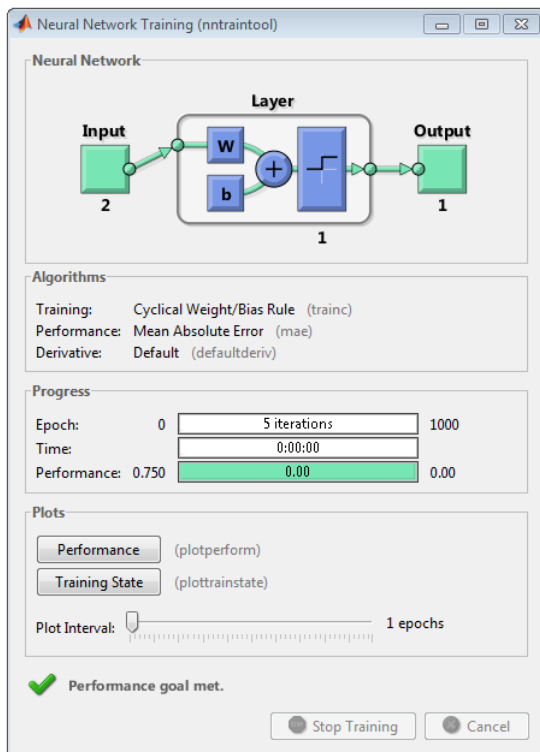 Neural Network Training (nntraintool)
Neural Network
Layer
Input
Output
W
b
+
2
1
1
Algorithms
Training: Cyclical Weight/Bias Rule (trainc)
Performance: Mean Absolute Error (mae)
Derivative: Default (defaultderiv)
Progress
Epoch: 0 5 iterations 1000
Time: 0:00:00
Performance: 0.750 0.00 0.00
Plots
Performance (plotperform)
Training State (plottrainstate)
Plot Interval: 1 epochs
Performance goal met.
Stop Training Cancel